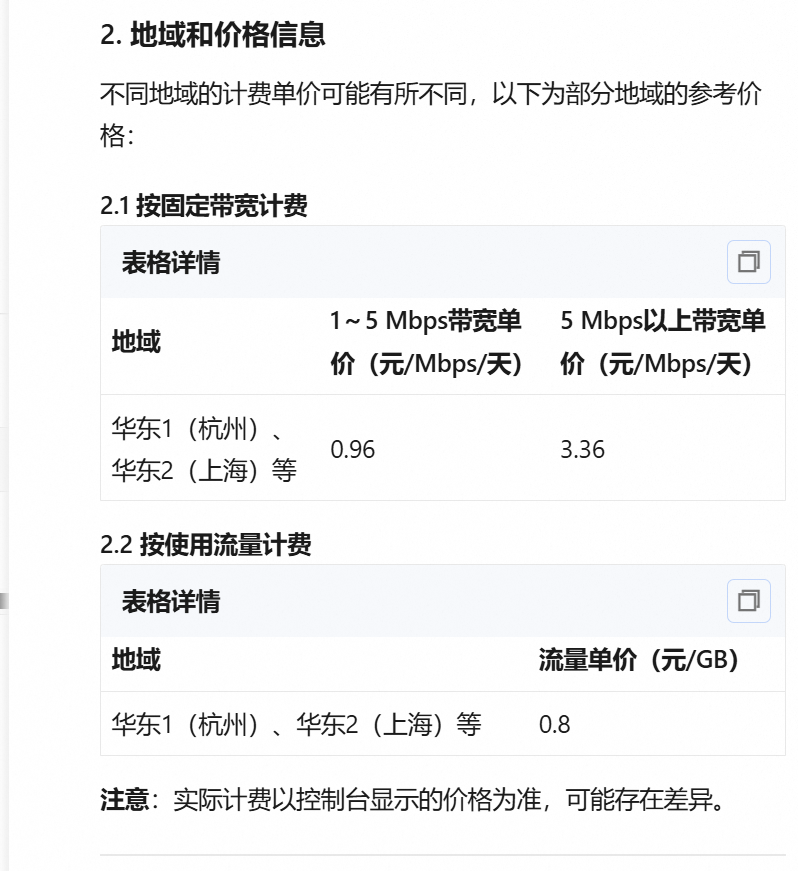 2. 地域和价格信息
不同地域的计费单价可能有所不同，以下为部分地域的参考价
格：
2.1 按固定带宽计费
表格详情
地域
1~5 Mbps带宽单
价（元/Mbps/天）
5 Mbps以上带宽单
价（元/Mbps/天）
华东1（杭州）、
华东2（上海）等
0.96
3.36
2.2 按使用流量计费
表格详情
地域
流量单价（元/GB）
华东1（杭州）、华东2（上海）等
0.8
注意：实际计费以控制台显示的价格为准，可能存在差异。